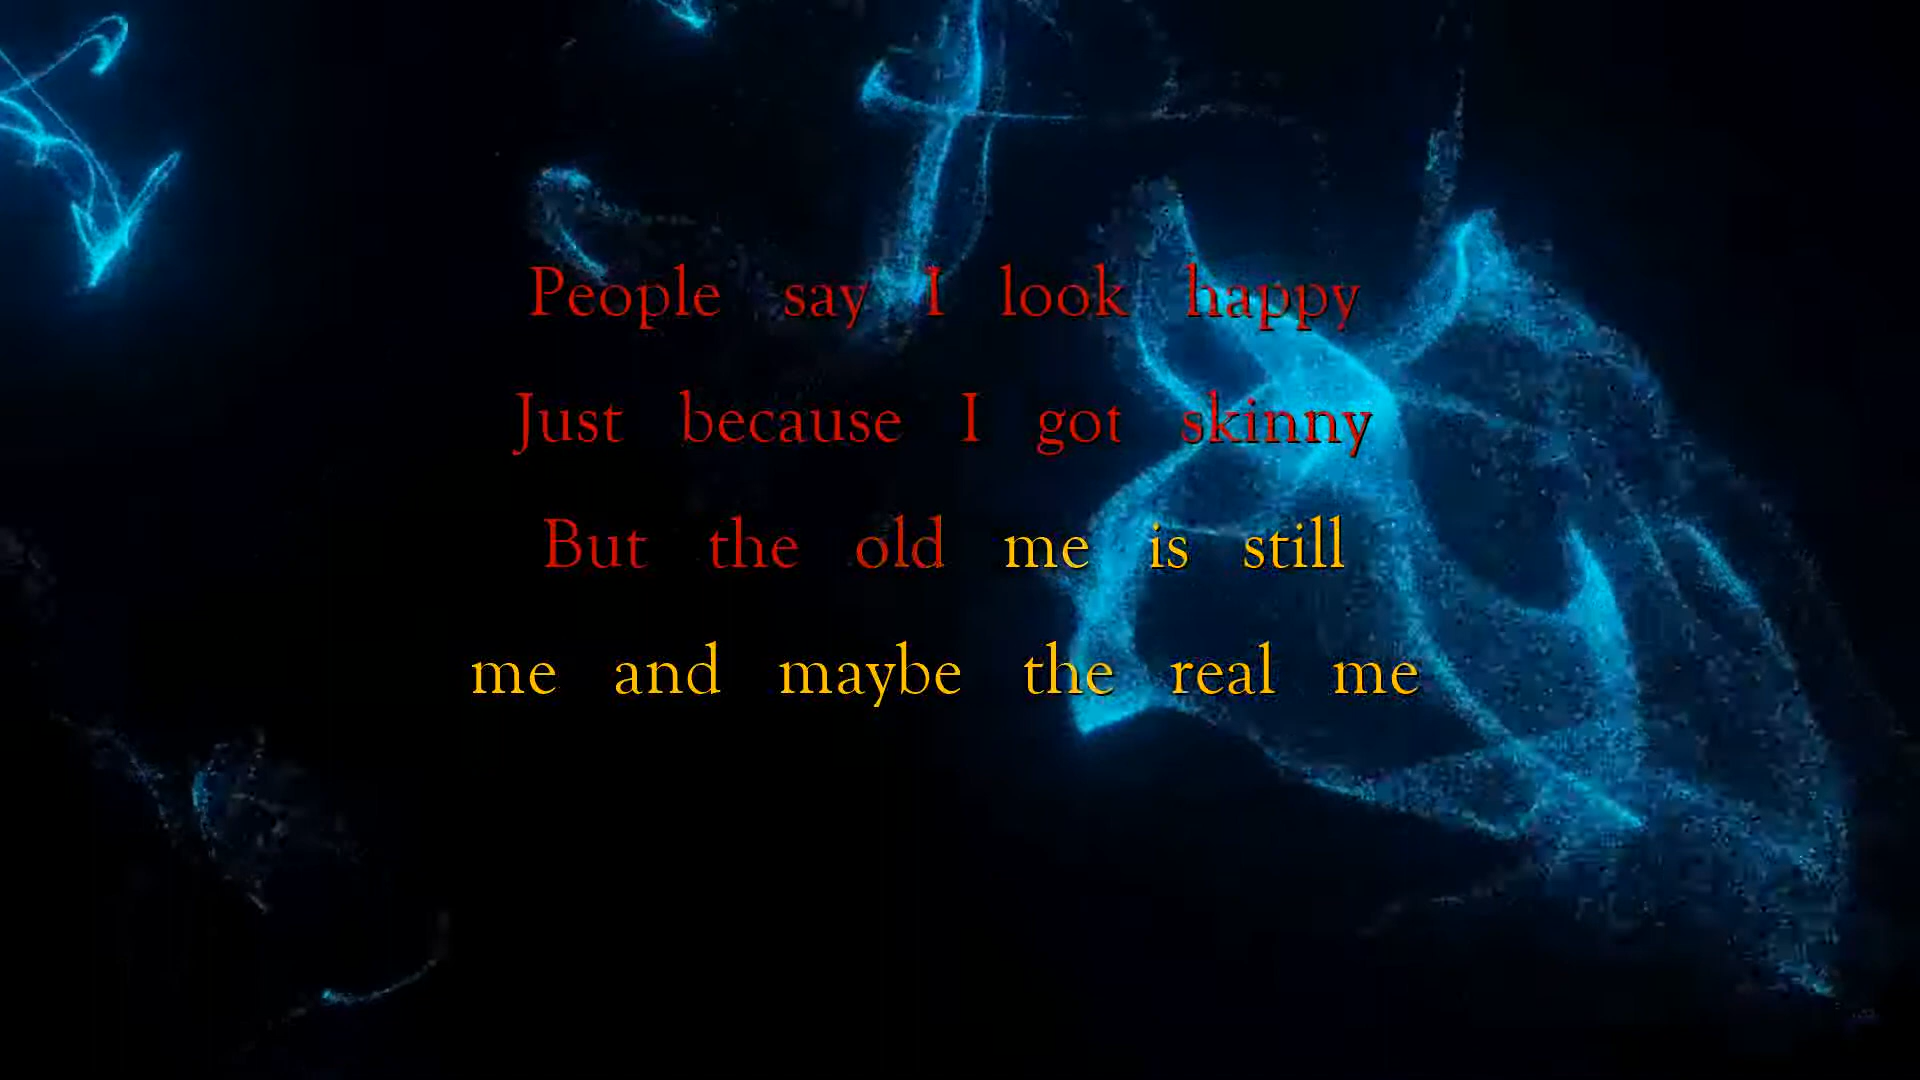 People say I look happy
Just because I got skinny
But the old me is still
me and maybe the real me